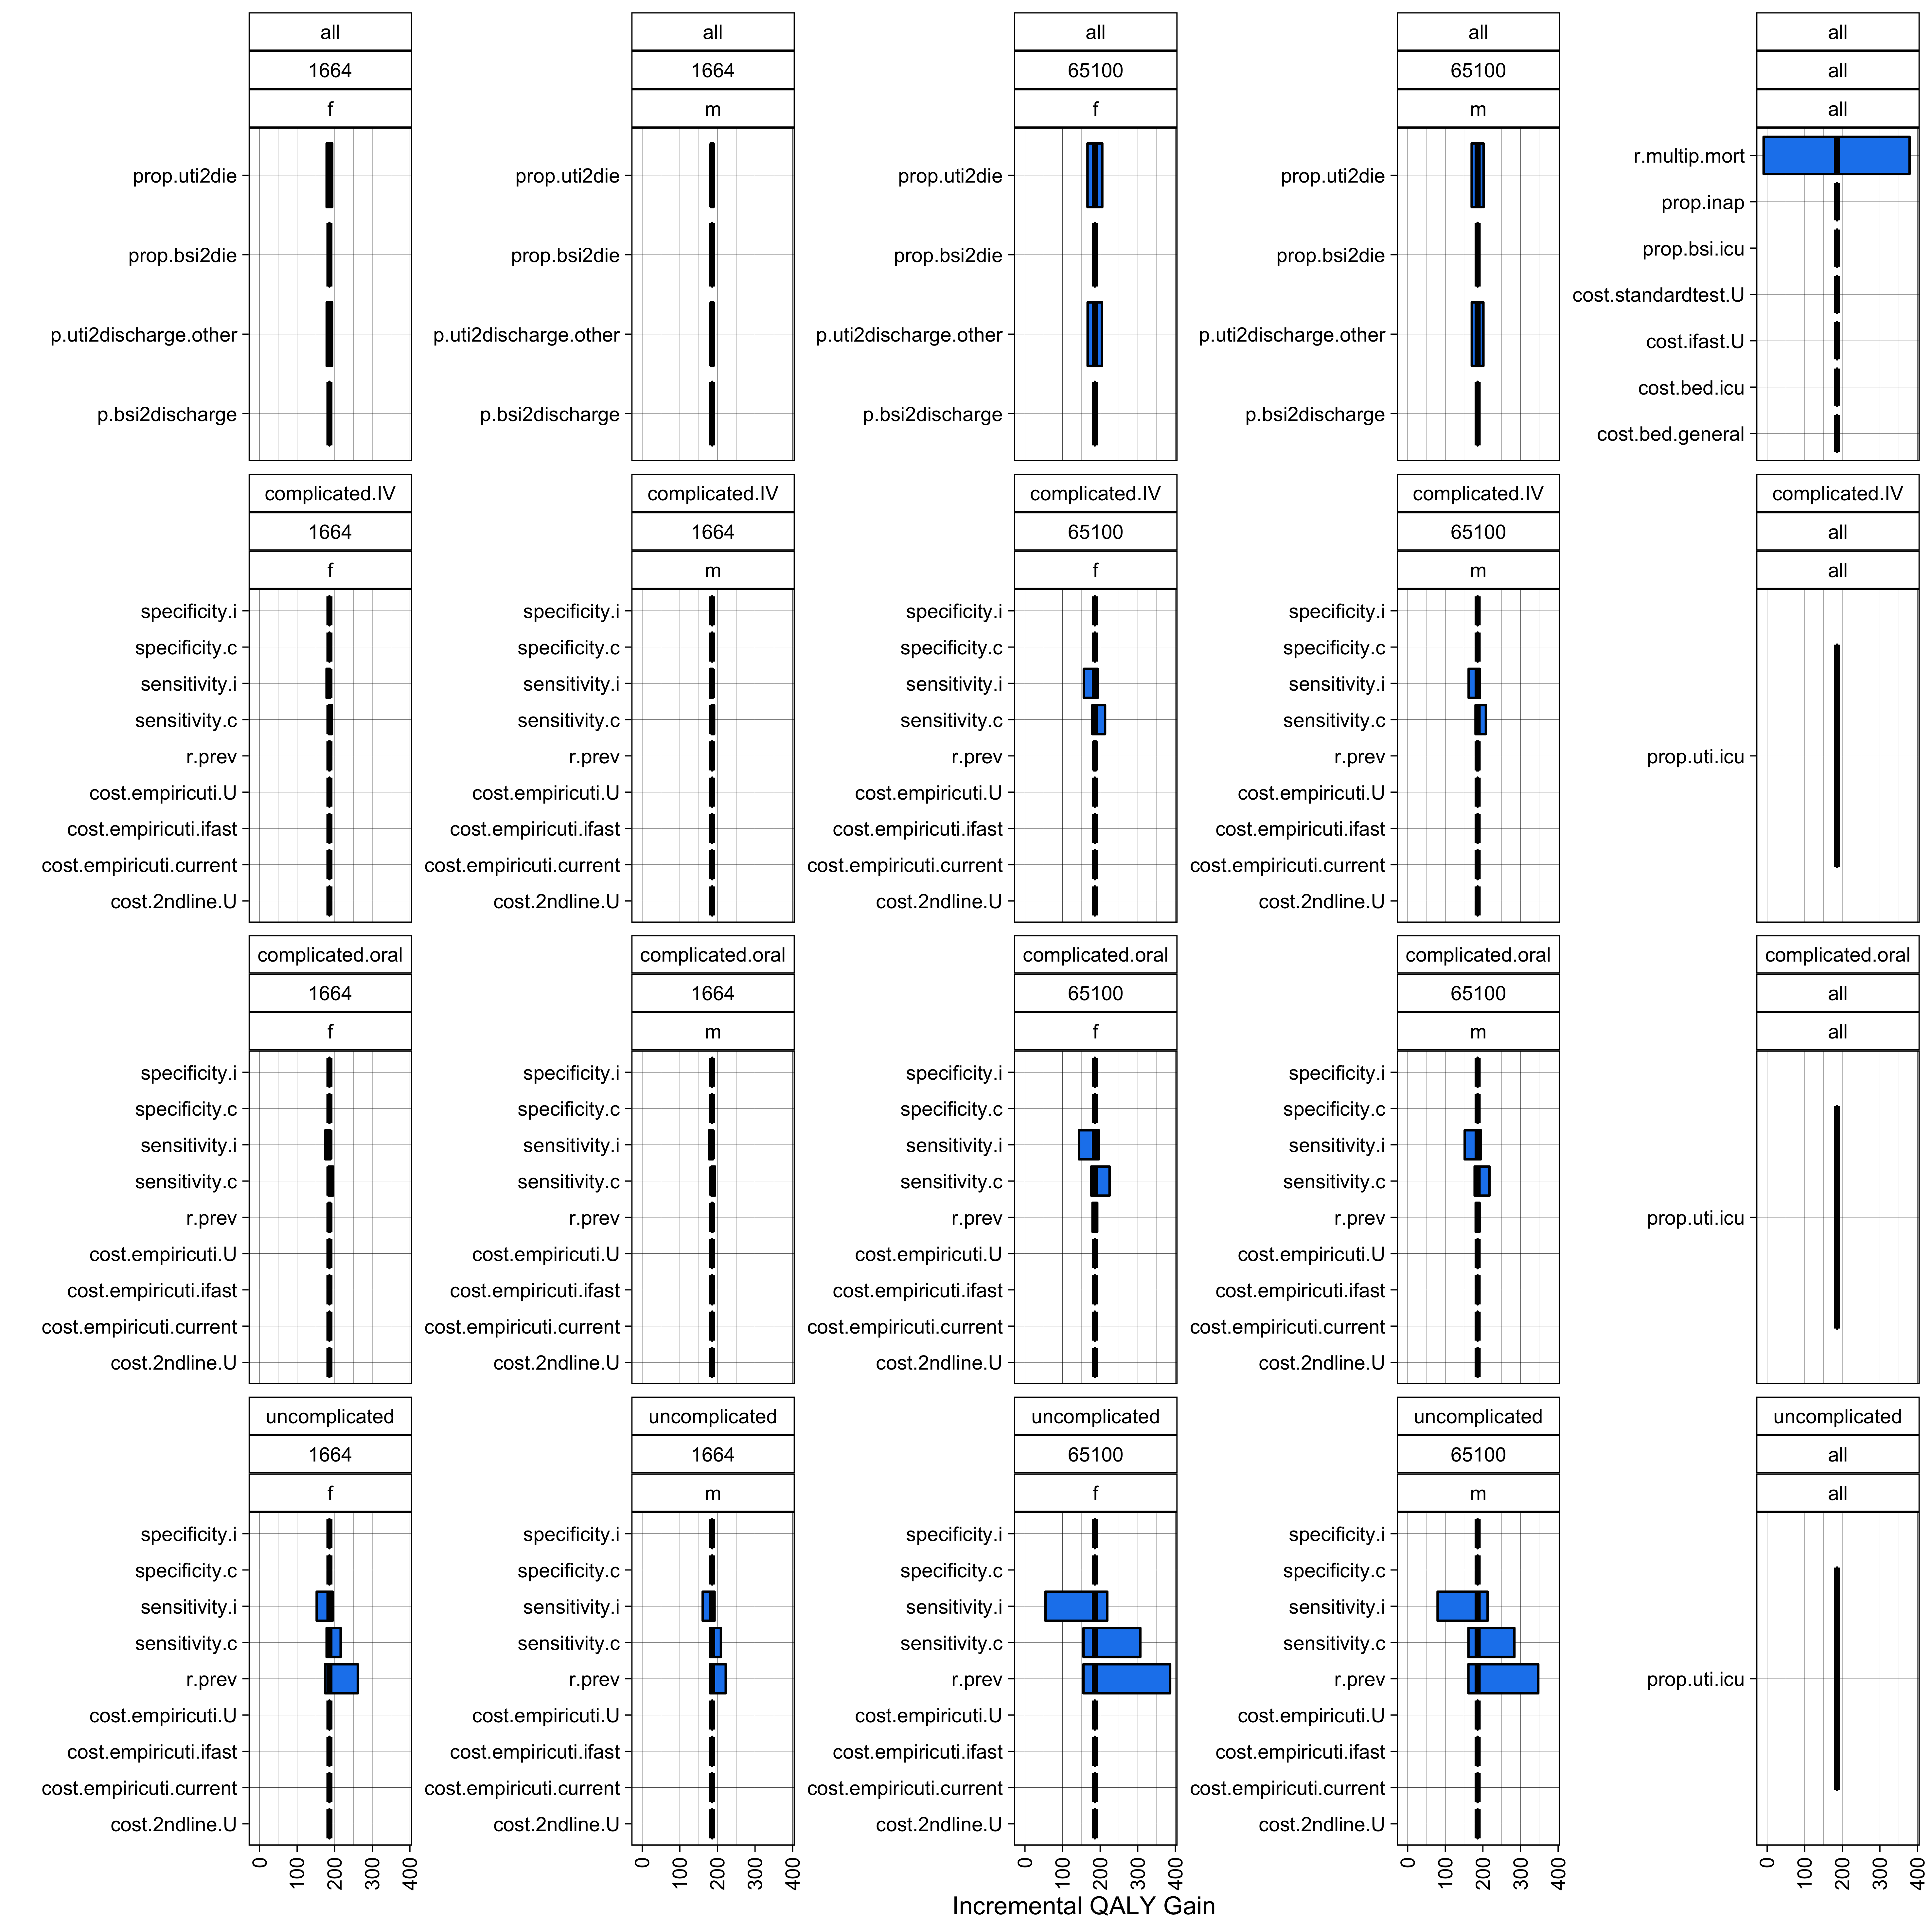 all
all
all
all
all
1664
1664
65100
65100
all
f
m
f
m
all
prop.uti2die
prop.bsi2die
p.uti2discharge.other
p.bsi2discharge
prop.uti2die
prop.bsi2die
p.uti2discharge.other
p.bsi2discharge
prop.uti2die
prop.bsi2die
p.uti2discharge.other
p.bsi2discharge
prop.uti2die
prop.bsi2die
p.uti2discharge.other
p.bsi2discharge
r.multip.mort
prop.inap
prop.bsi.icu
cost.standardtest.U
cost.ifast.U
cost.bed.icu
cost.bed.general
complicated.IV
complicated.IV
complicated.IV
complicated.IV
complicated.IV
1664
1664
65100
65100
all
f
m
f
m
all
specificity.i
specificity.c
sensitivity.i
sensitivity.c
r.prev
cost.empiricuti.U
cost.empiricuti.ifast
cost.empiricuti.current
cost.2ndline.U
specificity.i
specificity.c
sensitivity.i
sensitivity.c
r.prev
cost.empiricuti.U
cost.empiricuti.ifast
cost.empiricuti.current
cost.2ndline.U
specificity.i
specificity.c
sensitivity.i
sensitivity.c
r.prev
cost.empiricuti.U
cost.empiricuti.ifast
cost.empiricuti.current
cost.2ndline.U
specificity.i
specificity.c
sensitivity.i
sensitivity.c
r.prev
cost.empiricuti.U
cost.empiricuti.ifast
cost.empiricuti.current
cost.2ndline.U
prop.uti.icu
complicated.oral
complicated.oral
complicated.oral
complicated.oral
complicated.oral
1664
1664
65100
65100
all
f
m
f
m
all
specificity.i
specificity.c
sensitivity.i
sensitivity.c
r.prev
cost.empiricuti.U
cost.empiricuti.ifast
cost.empiricuti.current
cost.2ndline.U
specificity.i
specificity.c
sensitivity.i
sensitivity.c
r.prev
cost.empiricuti.U
cost.empiricuti.ifast
cost.empiricuti.current
cost.2ndline.U
specificity.i
specificity.c
sensitivity.i
sensitivity.c
r.prev
cost.empiricuti.U
cost.empiricuti.ifast
cost.empiricuti.current
cost.2ndline.U
specificity.i
specificity.c
sensitivity.i
sensitivity.c
r.prev
cost.empiricuti.U
cost.empiricuti.ifast
cost.empiricuti.current
cost.2ndline.U
prop.uti.icu
uncomplicated
uncomplicated
uncomplicated
uncomplicated
uncomplicated
1664
1664
65100
65100
all
f
m
f
m
all
specificity.i
specificity.c
sensitivity.i
sensitivity.c
r.prev
cost.empiricuti.U
cost.empiricuti.ifast
cost.empiricuti.current
cost.2ndline.U
specificity.i
specificity.c
sensitivity.i
sensitivity.c
r.prev
cost.empiricuti.U
cost.empiricuti.ifast
cost.empiricuti.current
cost.2ndline.U
specificity.i
specificity.c
sensitivity.i
sensitivity.c
r.prev
cost.empiricuti.U
cost.empiricuti.ifast
cost.empiricuti.current
cost.2ndline.U
specificity.i
specificity.c
sensitivity.i
sensitivity.c
r.prev
cost.empiricuti.U
cost.empiricuti.ifast
cost.empiricuti.current
cost.2ndline.U
prop.uti.icu
0 100 200 300 400
0 100 200 300 400
0 100 200 300 400
0 100 200 300 400
0 100 200 300 400
Incremental QALY Gain